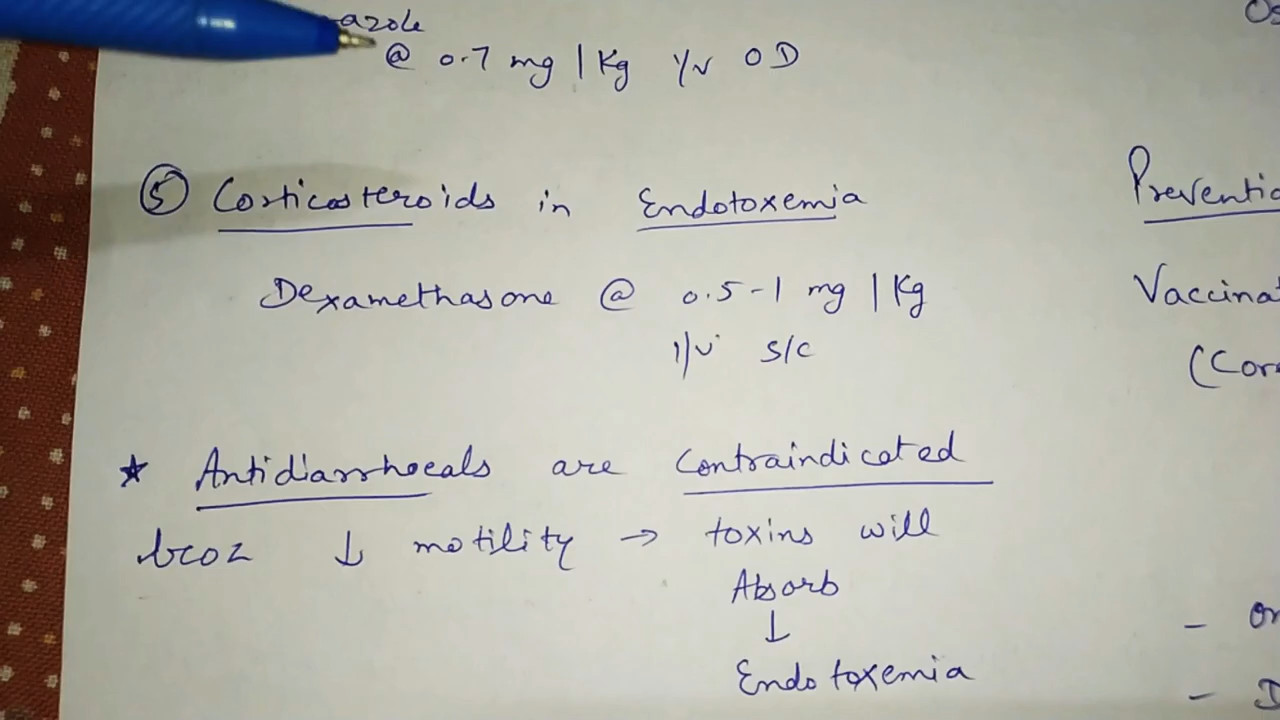 azole
@ 0.7 mg | Kg I/v OD
⑤ Corticosteroids in Endotoxemia
Dexamethasone @ 0.5-1 mg | Kg
I/v S/C
★ Antidiarrhoeals are Contraindicated
bcoz ↓ motility → toxins will
Absorb
↓
Endotoxemia
Preventio
Vaccina
(Cor
-
-